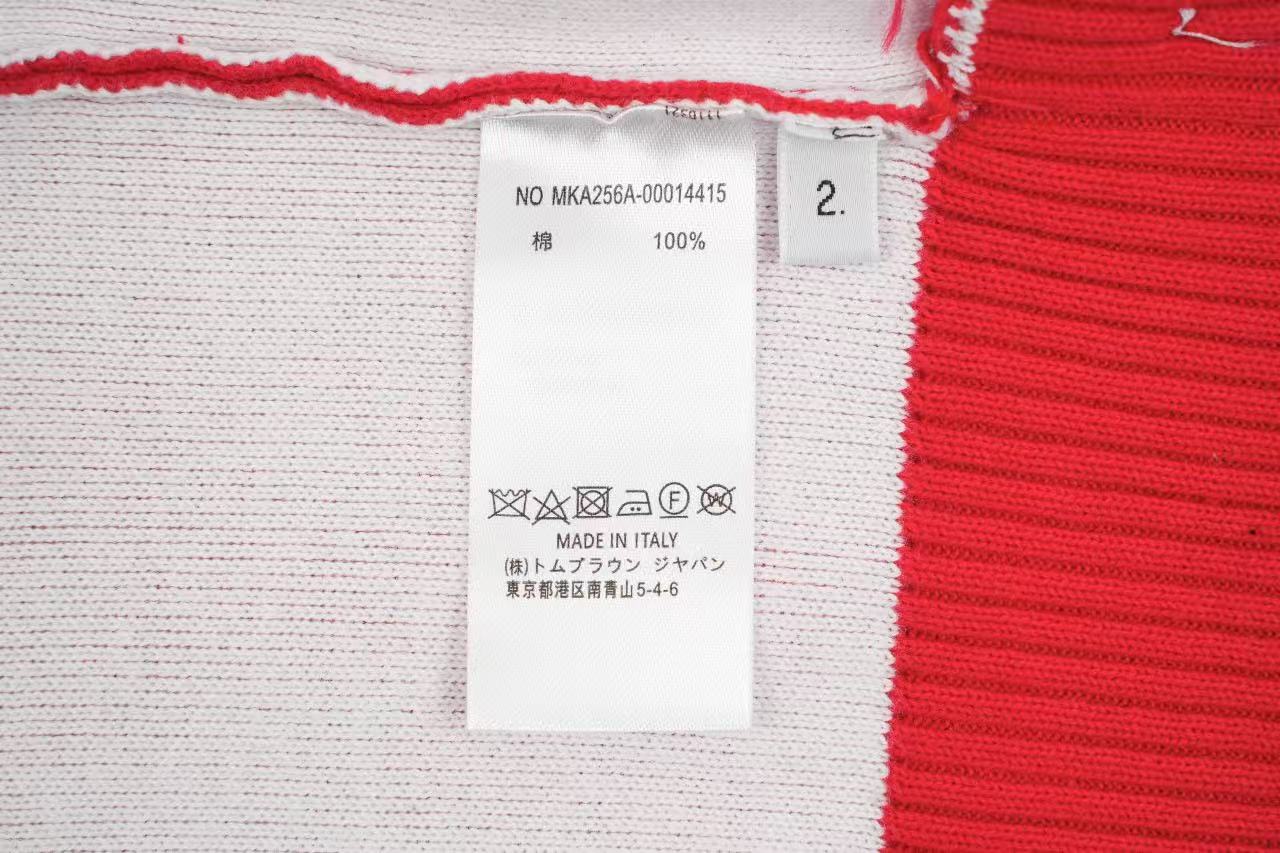 NO MKA256A-00014415
棉 100%
2.
F
W
MADE IN ITALY
(株)トムブラウン ジヤパン
東京都港区南青山5-4-6